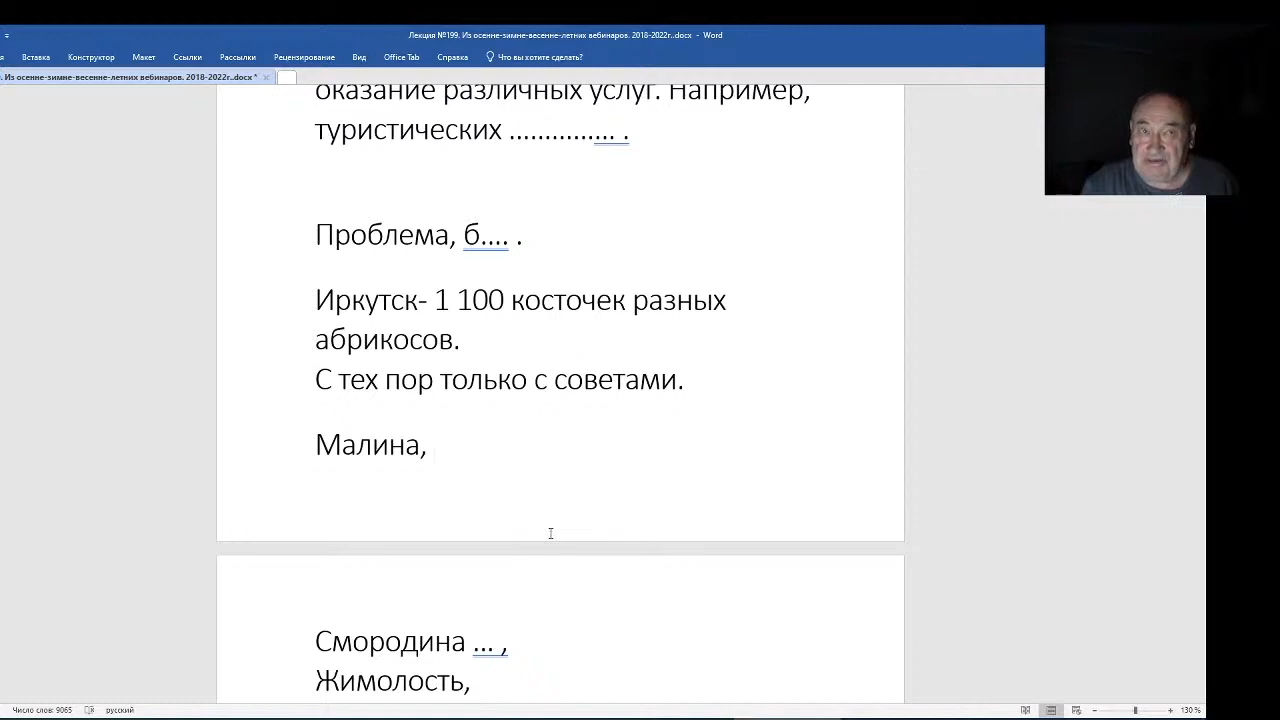 Лекция №199. Из осенне-зимне-весенне-летних вебинаров. 2018-2022г..docx - Word
Вставка Конструктор Макет Ссылки Рассылки Рецензирование Вид Office Tab Справка Что вы хотите сделать?
. Из осенне-зимне-весенне-летних вебинаров. 2018-2022г..docx *
оказание различных услуг. Например,
туристических ............... .
Проблема, б.... .
Иркутск- 1 100 косточек разных
абрикосов.
С тех пор только с советами.
Малина,
Смородина ... ,
Жимолость,
Число слов: 9065 русский 130 %